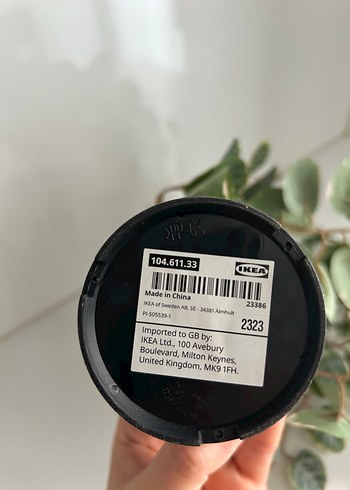 104.611.33
IKEA
Made in China
23386
IKEA of Sweden AB, SE - 34381 Älmhult
PI-S05539-1
2323
Imported to GB by:
IKEA Ltd., 100 Avebury
Boulevard, Milton Keynes,
United Kingdom, MK9 1FH.